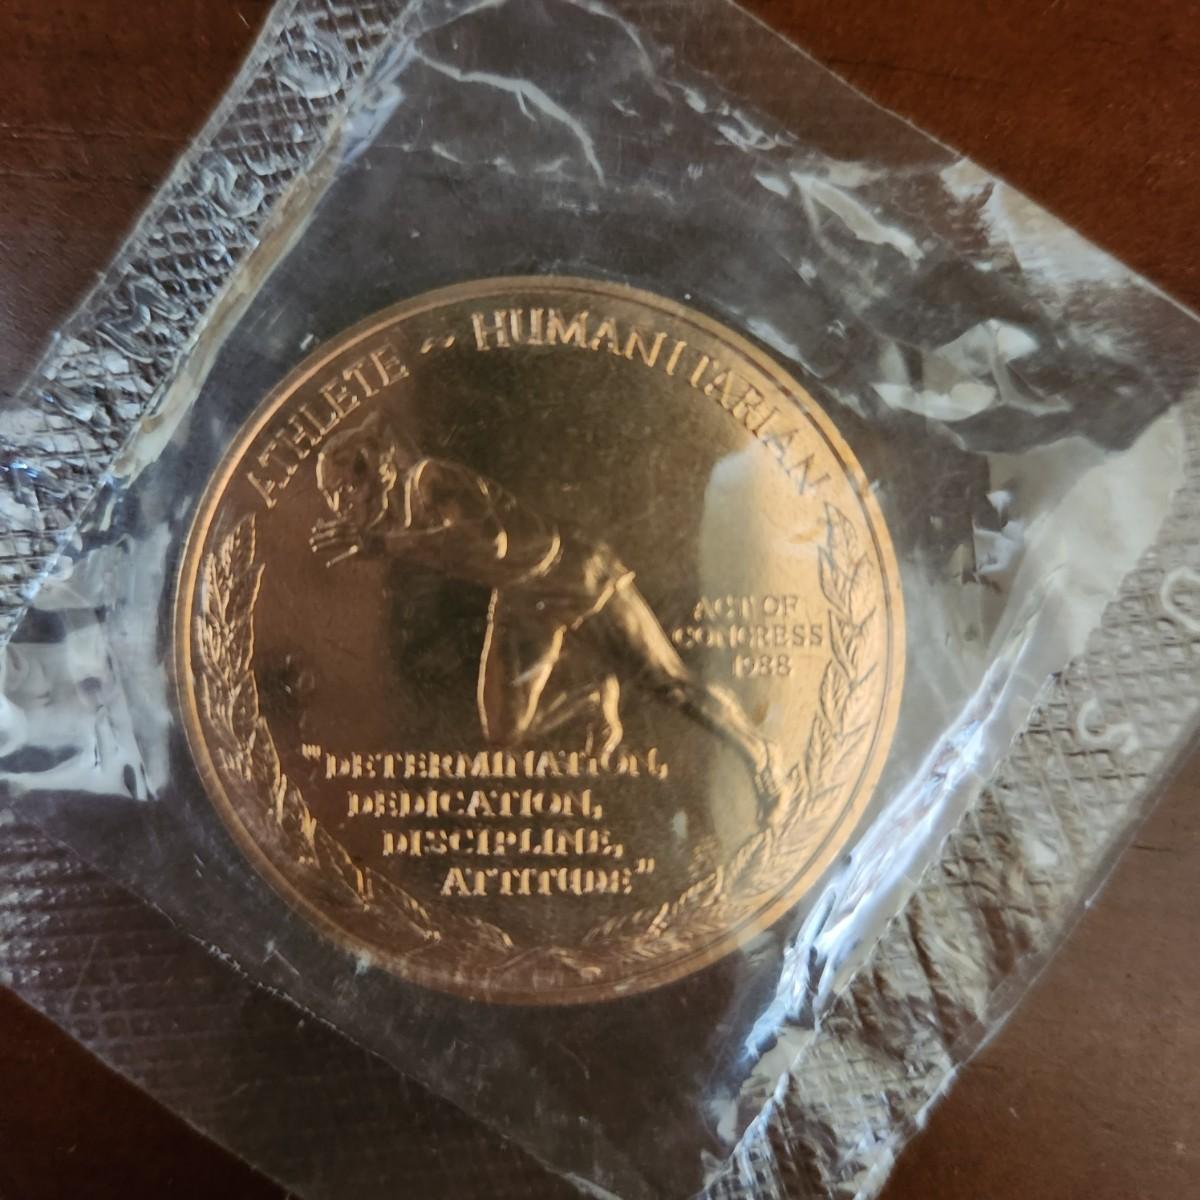 ATHLETE ~ HUMANITARIAN
ACT OF
CONGRESS
1988
"DETERMINATION,
DEDICATION,
DISCIPLINE,
ATTITUDE"